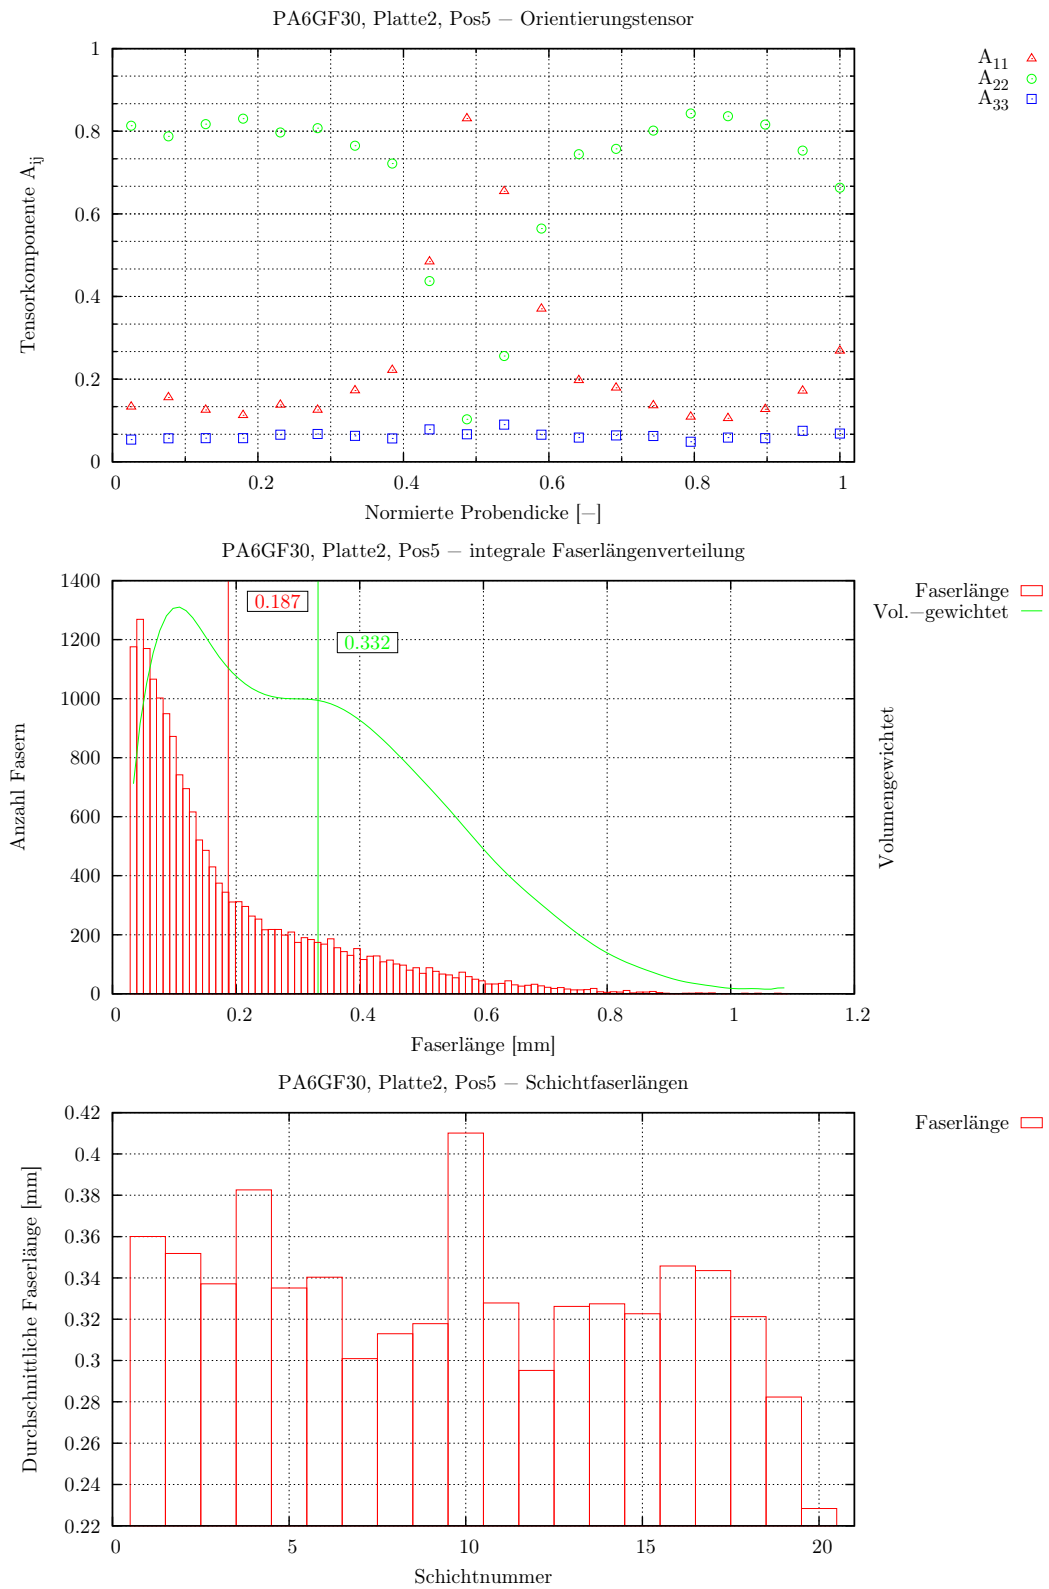 PA6GF30, Platte2, Pos5 – Orientierungstensor
A11
A22
A33
Tensorkomponente Aij
1
0.8
0.6
0.4
0.2
0
0 0.2 0.4 0.6 0.8 1
Normierte Probendicke [–]
PA6GF30, Platte2, Pos5 – integrale Faserlängenverteilung
Faserlänge
Vol.–gewichtet
0.187
0.332
Anzahl Fasern
Volumengewichtet
1400
1200
1000
800
600
400
200
0
0 0.2 0.4 0.6 0.8 1 1.2
Faserlänge [mm]
PA6GF30, Platte2, Pos5 – Schichtfaserlängen
Faserlänge
Durchschnittliche Faserlänge [mm]
0.42
0.4
0.38
0.36
0.34
0.32
0.3
0.28
0.26
0.24
0.22
0 5 10 15 20
Schichtnummer